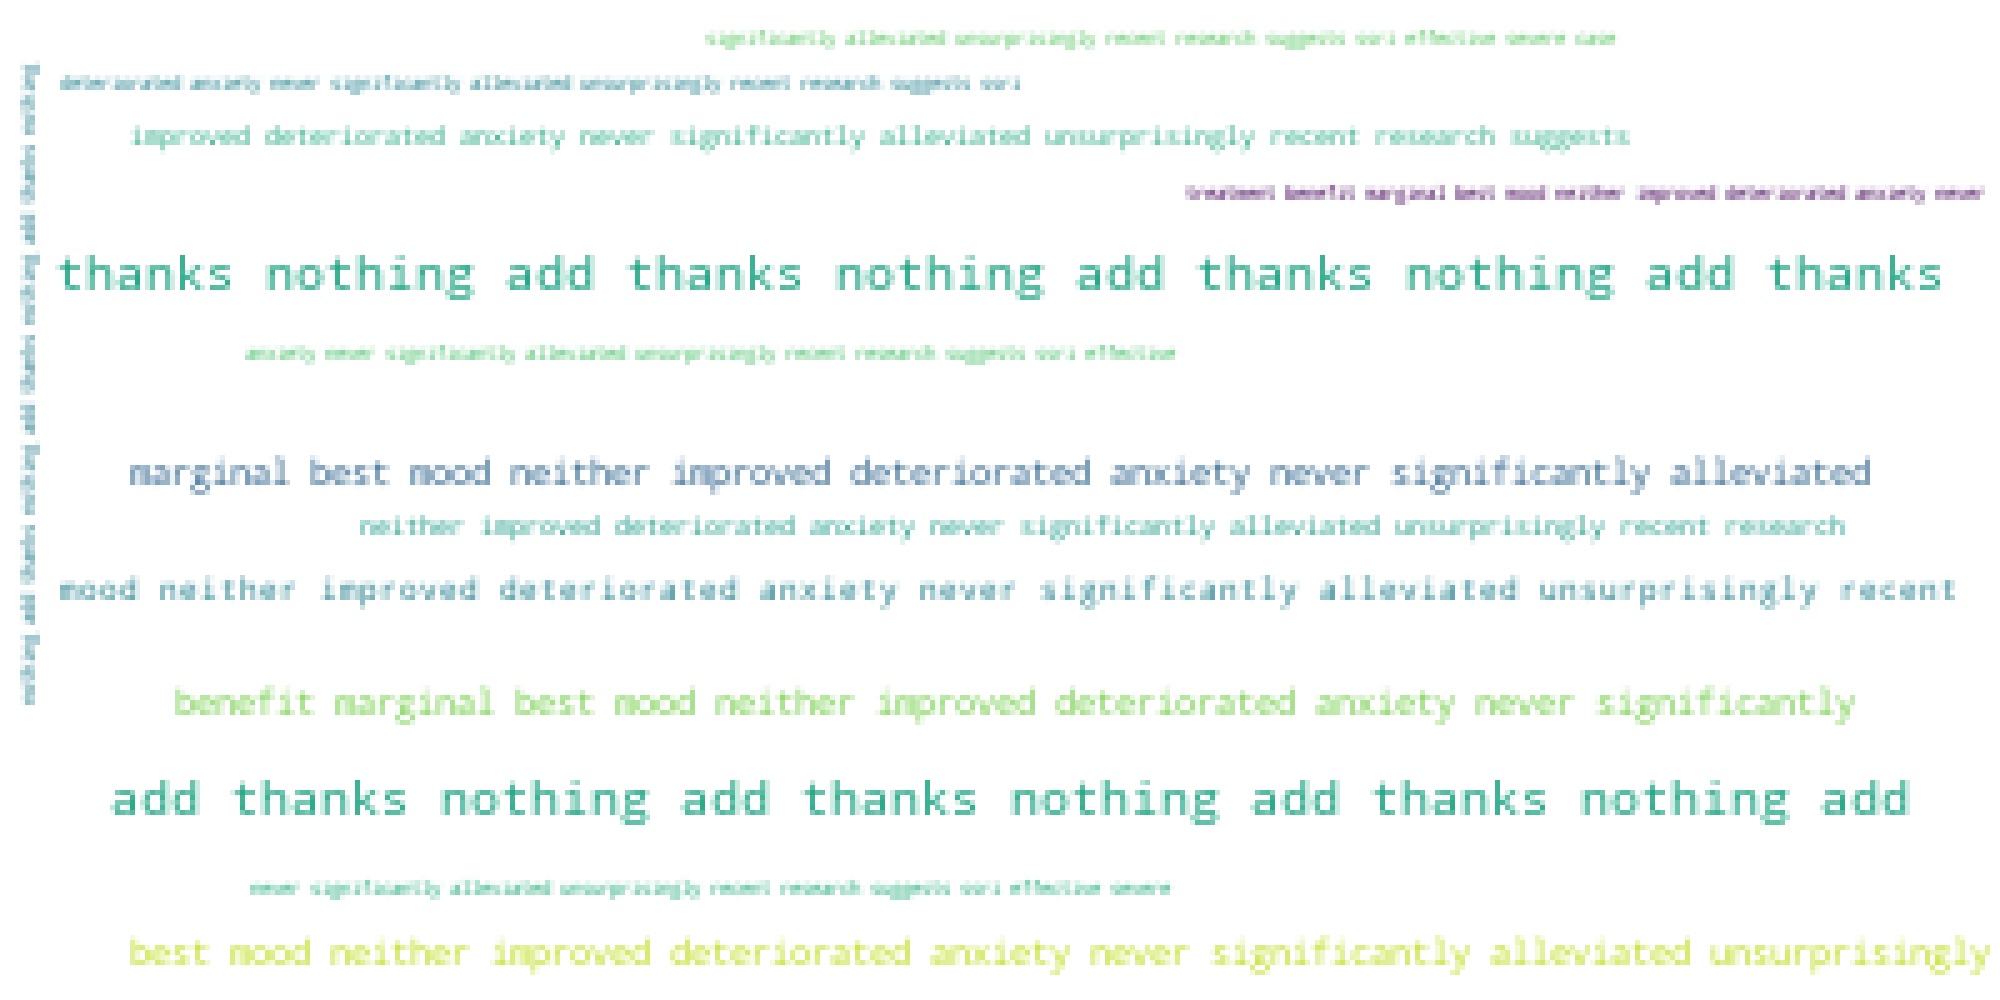 significantly alleviated unsurprisingly recent research suggests ssri effective severe case
deteriorated anxiety never significantly alleviated unsurprisingly recent research suggests ssri
improved deteriorated anxiety never significantly alleviated unsurprisingly recent research suggests
treatment benefit marginal best mood neither improved deteriorated anxiety never
thanks nothing add thanks nothing add thanks nothing add thanks
anxiety never significantly alleviated unsurprisingly recent research suggests ssri effective
marginal best mood neither improved deteriorated anxiety never significantly alleviated
neither improved deteriorated anxiety never significantly alleviated unsurprisingly recent research
mood neither improved deteriorated anxiety never significantly alleviated unsurprisingly recent
benefit marginal best mood neither improved deteriorated anxiety never significantly
add thanks nothing add thanks nothing add thanks nothing add
never significantly alleviated unsurprisingly recent research suggests ssri effective severe
best mood neither improved deteriorated anxiety never significantly alleviated unsurprisingly